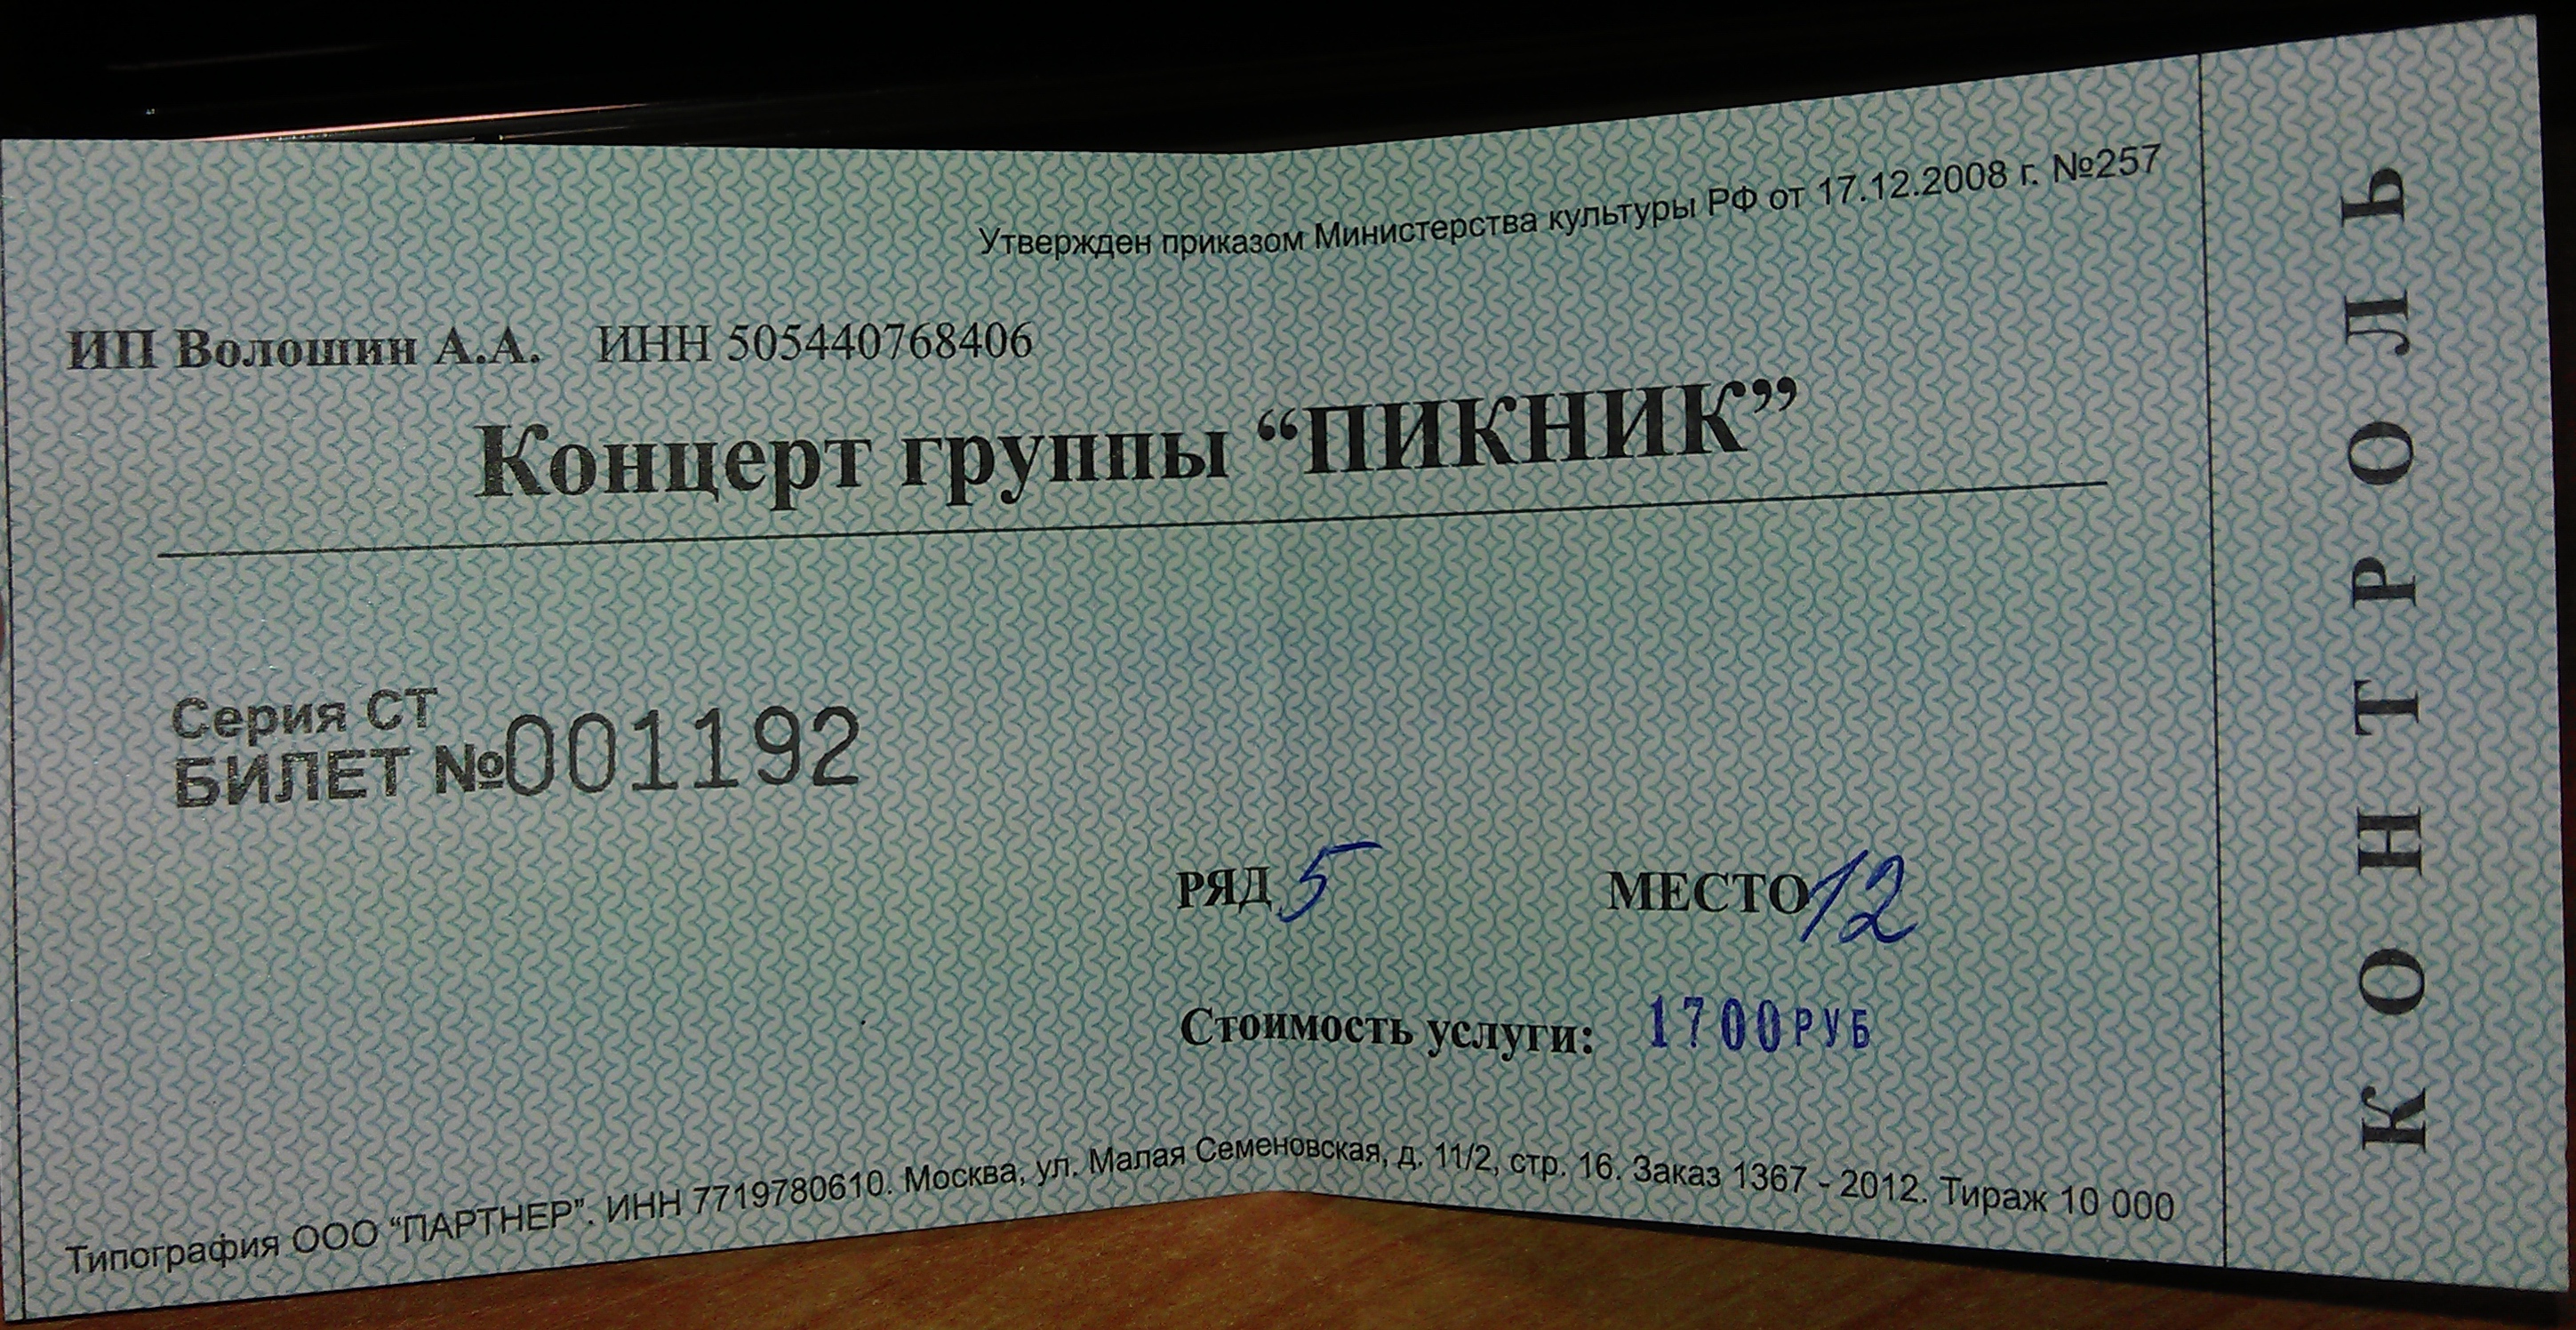 Утвержден приказом Министерства культуры РФ от 17.12.2008 г. №257
ИП Волошин А.А. ИНН 505440768406
Концерт группы “ПИКНИК”
Серия СТ
БИЛЕТ №001192
РЯД 5 МЕСТО 12
Стоимость услуги: 1700РУБ
Типография ООО “ПАРТНЕР”. ИНН 7719780610. Москва, ул. Малая Семеновская, д. 11/2, стр. 16. Заказ 1367 - 2012. Тираж 10 000
КОНТРОЛЬ